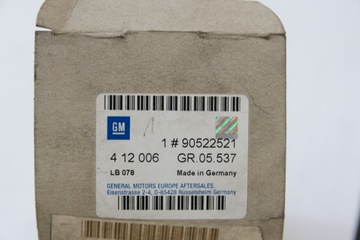 GM
1
1 # 90522521
4 12 006 GR.05.537
LB 078 Made in Germany
GENERAL MOTORS EUROPE AFTERSALES.
Eisenstrasse 2-4, D-65428 Rüsselsheim Germany